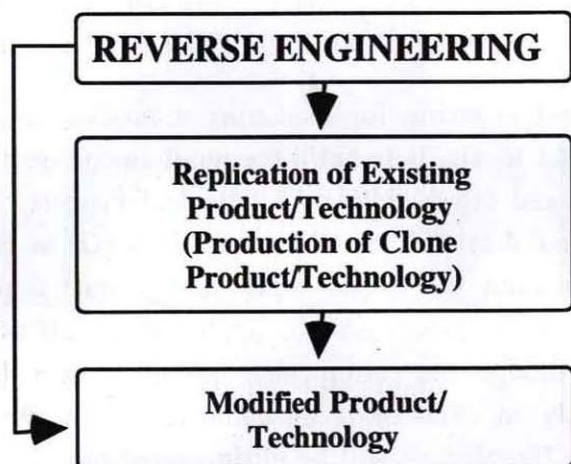 REVERSE ENGINEERING
Replication of Existing
Product/Technology
(Production of Clone
Product/Technology)
Modified Product/
Technology